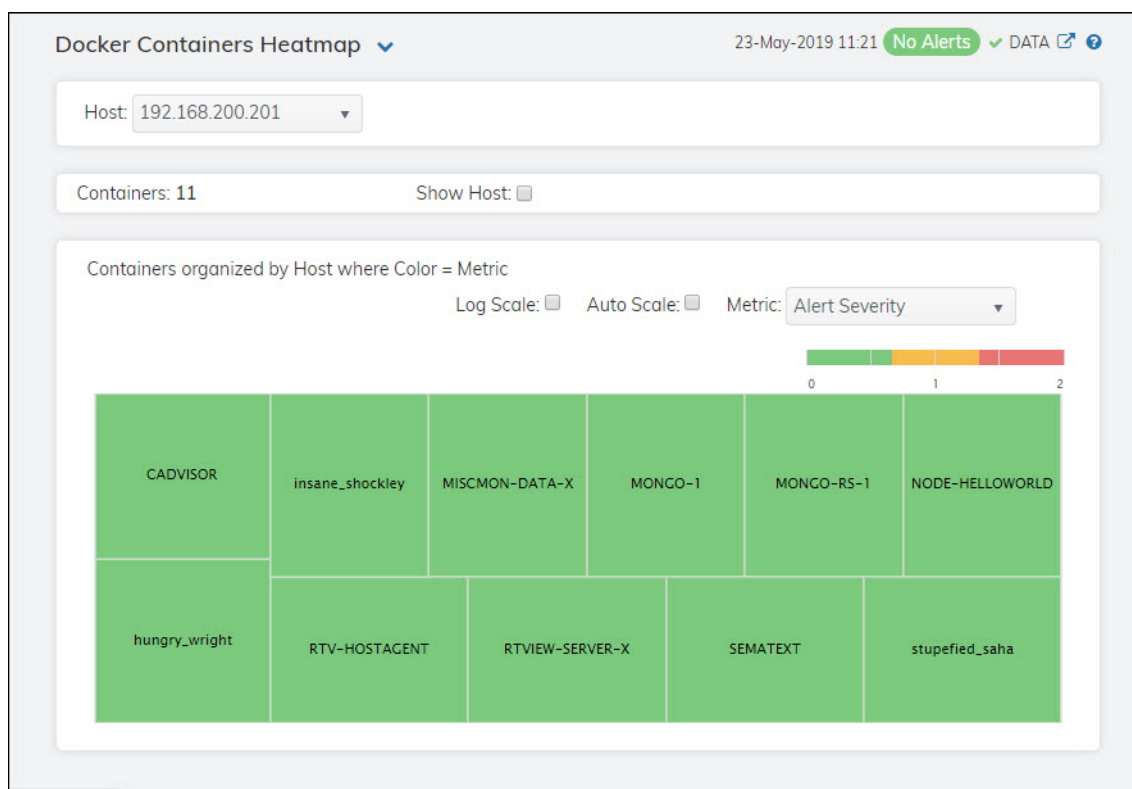 Docker Containers Heatmap
23-May-2019 11:21 No Alerts DATA
Host: 192.168.200.201
Containers: 11 Show Host:
Containers organized by Host where Color = Metric
Log Scale: Auto Scale: Metric: Alert Severity
0 1 2
CADVISOR
insane_shockley
MISCMON-DATA-X
MONGO-1
MONGO-RS-1
NODE-HELLOWORLD
hungry_wright
RTV-HOSTAGENT
RTVIEW-SERVER-X
SEMATEXT
stupefied_saha